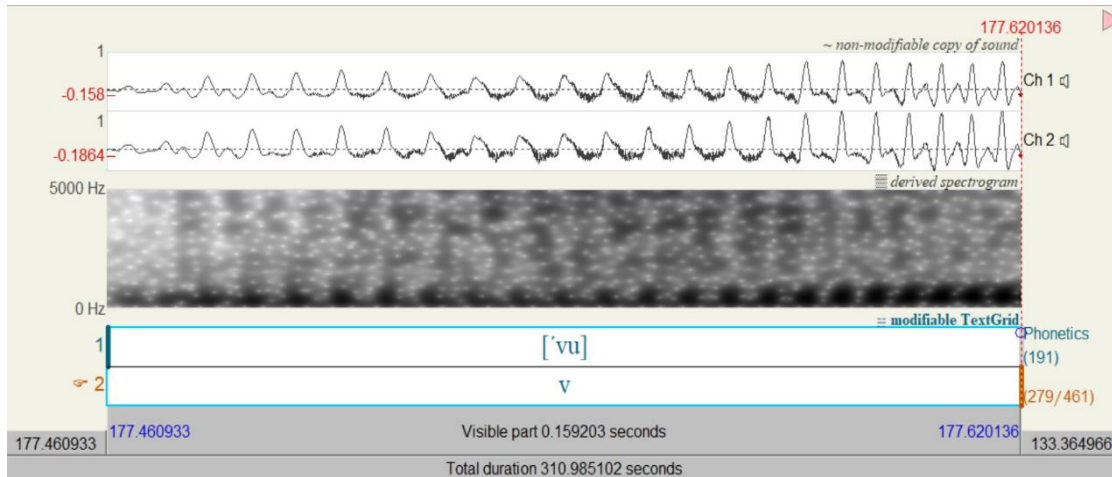 177.620136
~ non-modifiable copy of sound
1
-0.158
Ch 1
1
-0.1864
Ch 2
5000 Hz
derived spectrogram
0 Hz
modifiable TextGrid
1 [ˈvu] Phonetics
(191)
☞ 2 v (279/461)
177.460933 177.460933 Visible part 0.159203 seconds 177.620136 133.364966
Total duration 310.985102 seconds